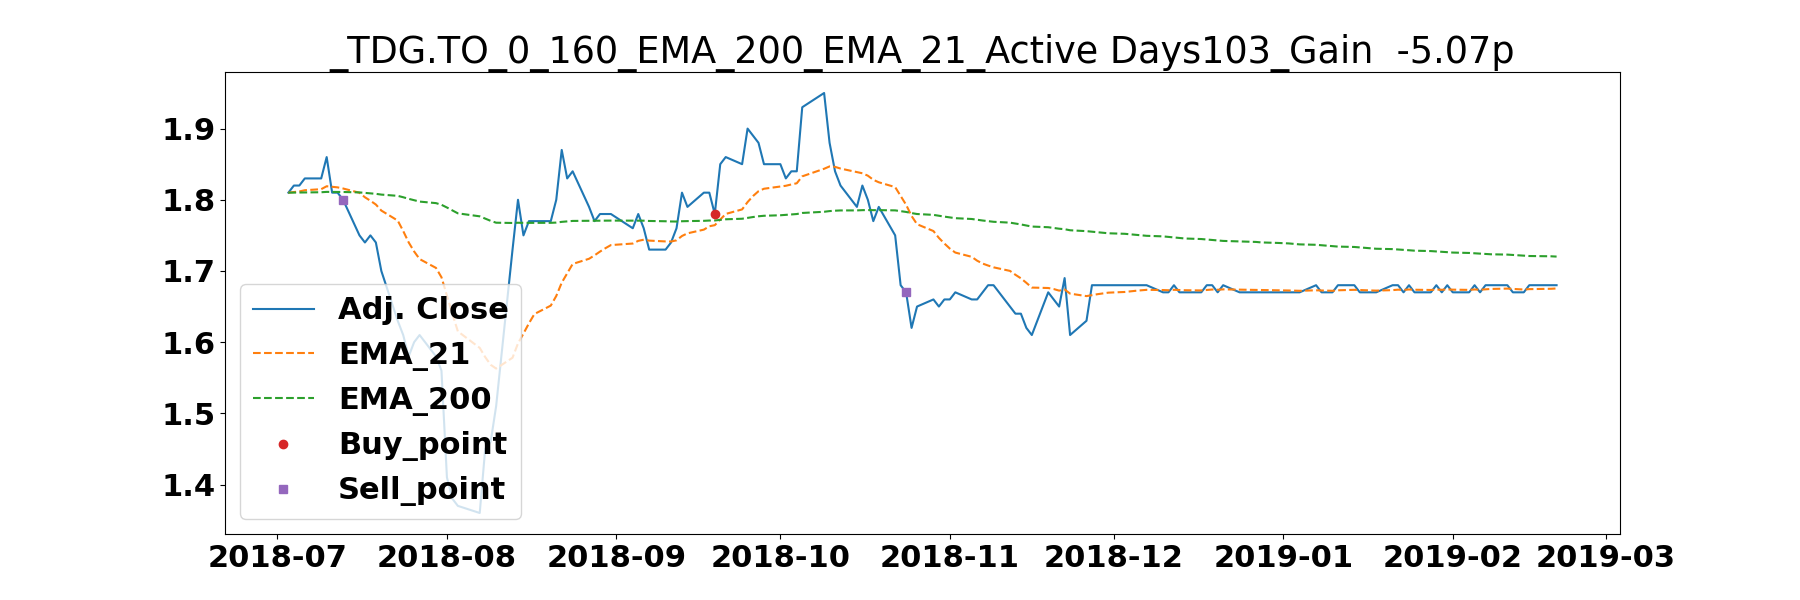 _TDG.TO_0_160_EMA_200_EMA_21_Active Days103_Gain  -5.07p
1.9
1.8
1.7
1.6
1.5
1.4
Adj. Close
EMA_21
EMA_200
Buy_point
Sell_point
2018-07 2018-08 2018-09 2018-10 2018-11 2018-12 2019-01 2019-02 2019-03